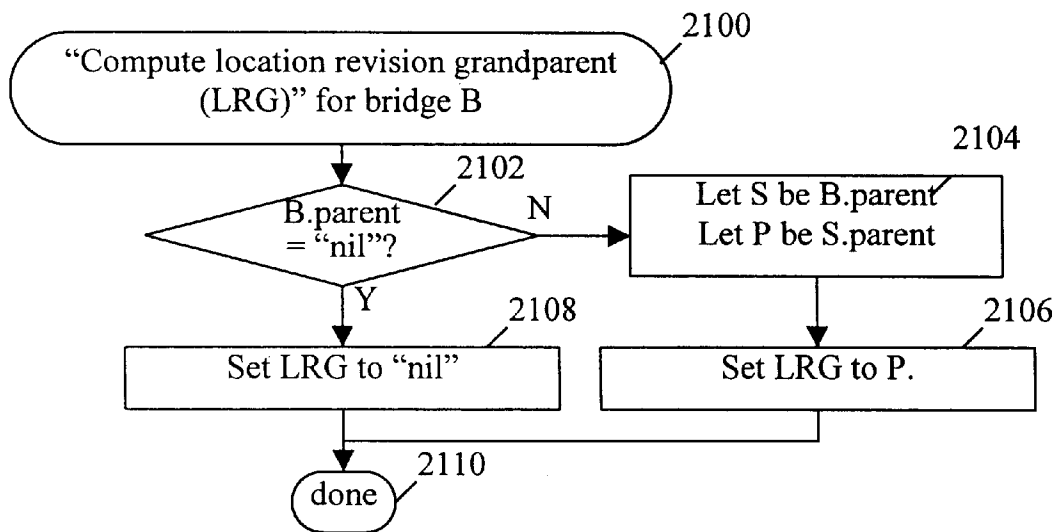 2100
“Compute location revision grandparent
(LRG)” for bridge B
2102
B.parent
= “nil”?
N
Y
2104
Let S be B.parent
Let P be S.parent
2108
Set LRG to “nil”
2106
Set LRG to P.
2110
done